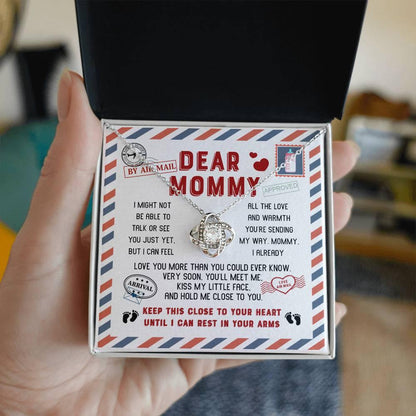 BY AIR MAIL
DEAR
MOMMY
APPROVED
I MIGHT NOT
BE ABLE TO
TALK OR SEE
YOU JUST YET.
BUT I CAN FEEL
ALL THE LOVE
AND WARMTH
YOU'RE SENDING
MY WAY. MOMMY.
I ALREADY
LOVE YOU MORE THAN YOU COULD EVER KNOW.
VERY SOON, YOU'LL MEET ME,
KISS MY LITTLE FACE,
AND HOLD ME CLOSE TO YOU.
ARRIVAL
LOVE AIR MAIL
KEEP THIS CLOSE TO YOUR HEART
UNTIL I CAN REST IN YOUR ARMS